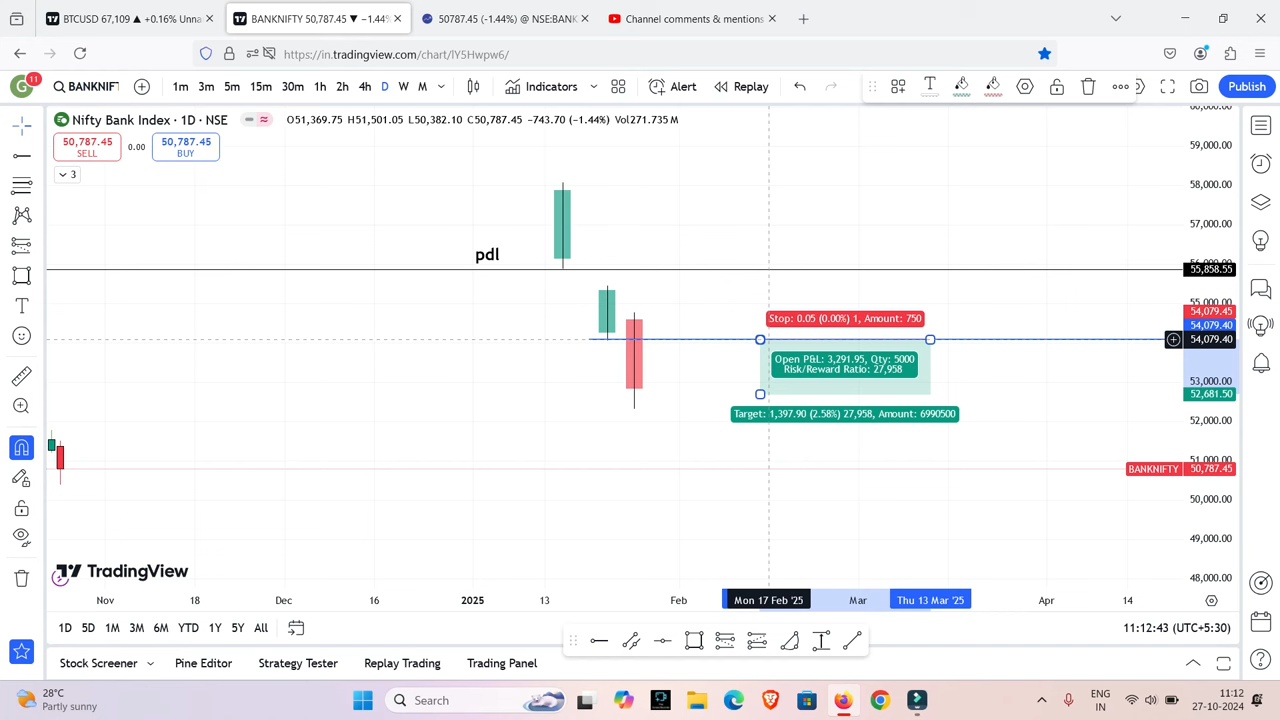 BTCUSD 67,109 ▲ +0.16% Unna
BANKNIFTY 50,787.45 ▼ −1.44%
50787.45 (-1.44%) @ NSE:BANK
Channel comments & mentions
https://in.tradingview.com/chart/lY5Hwpw6/
G 11
BANKNIFT
1m 3m 5m 15m 30m 1h 2h 4h D W M
Indicators
Alert
Replay
Publish
Nifty Bank Index · 1D · NSE
O51,369.75 H51,501.05 L50,382.10 C50,787.45 −743.70 (−1.44%) Vol271.735 M
50,787.45
SELL
0.00
50,787.45
BUY
3
59,000.00
58,000.00
57,000.00
pdl
55,858.55
55,000.00
54,079.45
Stop: 0.05 (0.00%) 1, Amount: 750
54,079.40
54,079.40
Open P&L: 3,291.95, Qty: 5000
Risk/Reward Ratio: 27,958
53,000.00
52,681.50
Target: 1,397.90 (2.58%) 27,958, Amount: 6990500
52,000.00
51,000.00
BANKNIFTY 50,787.45
50,000.00
49,000.00
TradingView
48,000.00
Nov 18 Dec 16 2025 13 Feb Mon 17 Feb '25 Mar Thu 13 Mar '25 Apr 14
1D 5D 1M 3M 6M YTD 1Y 5Y All
11:12:43 (UTC+5:30)
Stock Screener Pine Editor Strategy Tester Replay Trading Trading Panel
28°C
Partly sunny
Search
ENG
IN
11:12
27-10-2024